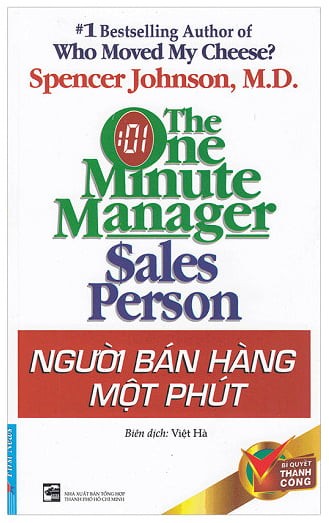 #1 Bestselling Author of
Who Moved My Cheese?
Spencer Johnson, M.D.
The
:01
One
Minute
Manager
$ales
Person
NGƯỜI BÁN HÀNG
MỘT PHÚT
Biên dịch: Việt Hà
First News
NHÀ XUẤT BẢN TỔNG HỢP
THÀNH PHỐ HỒ CHÍ MINH
BÍ QUYẾT
THÀNH
CÔNG